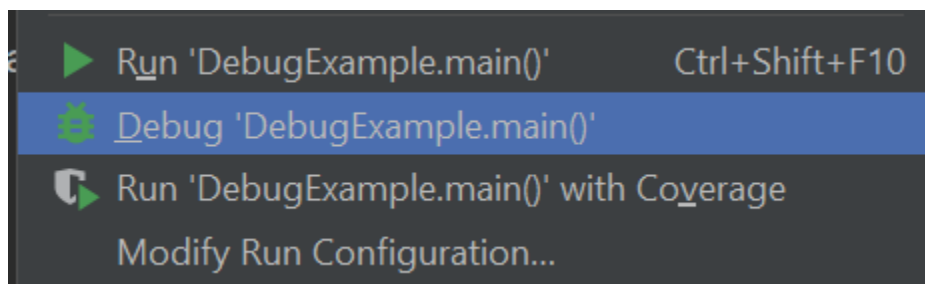 Run 'DebugExample.main()' Ctrl+Shift+F10
Debug 'DebugExample.main()'
Run 'DebugExample.main()' with Coverage
Modify Run Configuration...